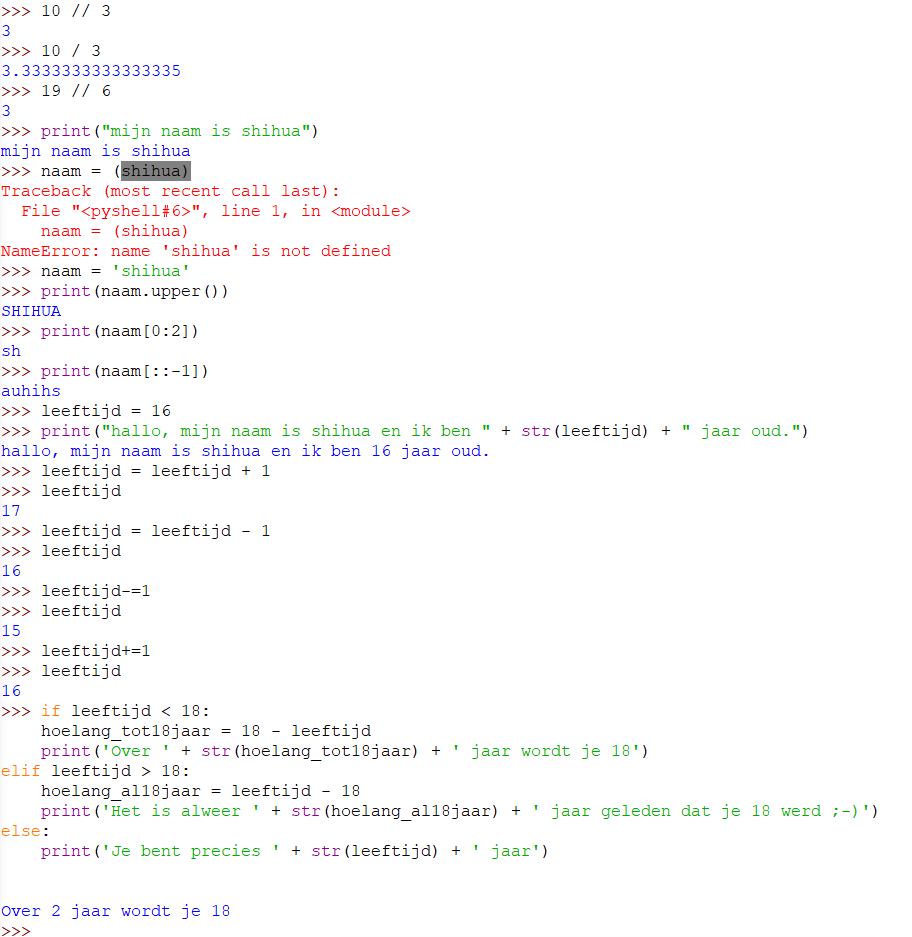 >>> 10 // 3
3
>>> 10 / 3
3.3333333333333335
>>> 19 // 6
3
>>> print("mijn naam is shihua")
mijn naam is shihua
>>> naam = (shihua)
Traceback (most recent call last):
  File "<pyshell#6>", line 1, in <module>
    naam = (shihua)
NameError: name 'shihua' is not defined
>>> naam = 'shihua'
>>> print(naam.upper())
SHIHUA
>>> print(naam[0:2])
sh
>>> print(naam[::-1])
auhihs
>>> leeftijd = 16
>>> print("hallo, mijn naam is shihua en ik ben " + str(leeftijd) + " jaar oud.")
hallo, mijn naam is shihua en ik ben 16 jaar oud.
>>> leeftijd = leeftijd + 1
>>> leeftijd
17
>>> leeftijd = leeftijd - 1
>>> leeftijd
16
>>> leeftijd-=1
>>> leeftijd
15
>>> leeftijd+=1
>>> leeftijd
16
>>> if leeftijd < 18:
    hoelang_tot18jaar = 18 - leeftijd
    print('Over ' + str(hoelang_tot18jaar) + ' jaar wordt je 18')
elif leeftijd > 18:
    hoelang_al18jaar = leeftijd - 18
    print('Het is alweer ' + str(hoelang_al18jaar) + ' jaar geleden dat je 18 werd ;-)')
else:
    print('Je bent precies ' + str(leeftijd) + ' jaar')
Over 2 jaar wordt je 18
>>>